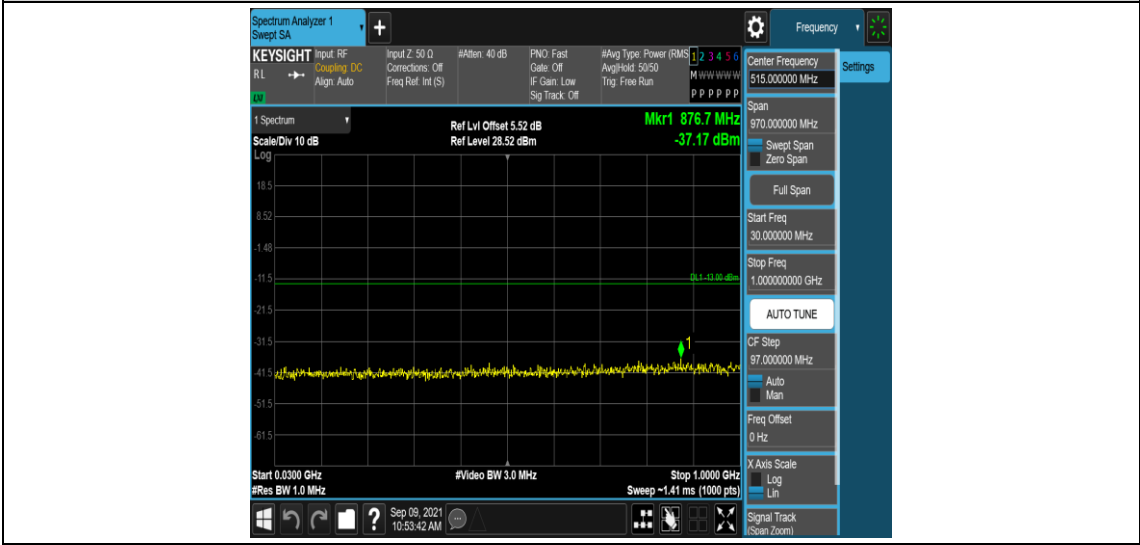 Spectrum Analyzer 1
Swept SA
+
Frequency
KEYSIGHT
RL
LNI
Input: RF
Coupling: DC
Align: Auto
Input Z: 50 Ω
Corrections: Off
Freq Ref: Int (S)
#Atten: 40 dB
PNO: Fast
Gate: Off
IF Gain: Low
Sig Track: Off
#Avg Type: Power (RMS
Avg|Hold: 50/50
Trig: Free Run
1 2 3 4 5 6
M W W W W W
P P P P P P
1 Spectrum
Scale/Div 10 dB
Log
Ref Lvl Offset 5.52 dB
Ref Level 28.52 dBm
Mkr1 876.7 MHz
-37.17 dBm
18.5
8.52
-1.48
-11.5
DL1 -13.00 dBm
-21.5
-31.5
1
-41.5
-51.5
-61.5
Start 0.0300 GHz
#Video BW 3.0 MHz
Stop 1.0000 GHz
#Res BW 1.0 MHz
Sweep ~1.41 ms (1000 pts)
?
Sep 09, 2021
10:53:42 AM
Center Frequency
515.000000 MHz
Settings
Span
970.000000 MHz
Swept Span
Zero Span
Full Span
Start Freq
30.000000 MHz
Stop Freq
1.000000000 GHz
AUTO TUNE
CF Step
97.000000 MHz
Auto
Man
Freq Offset
0 Hz
X Axis Scale
Log
Lin
Signal Track
(Span Zoom)